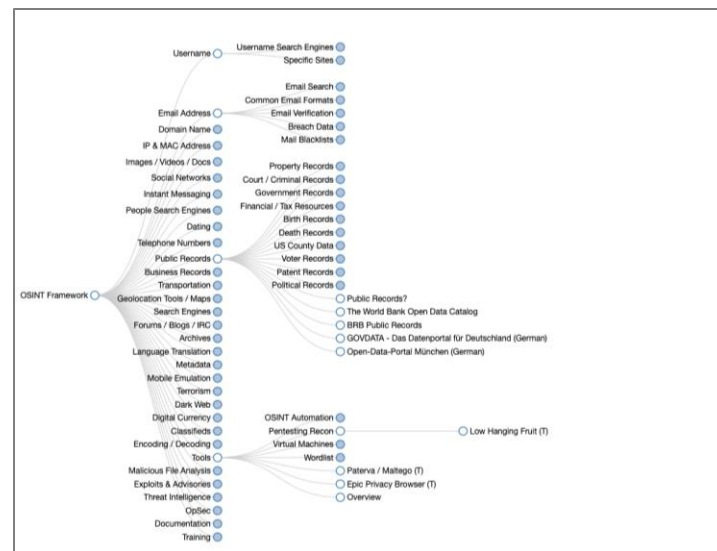 Username
Username Search Engines
Specific Sites
Email Address
Email Search
Common Email Formats
Email Verification
Breach Data
Mail Blacklists
Domain Name
IP & MAC Address
Images / Videos / Docs
Social Networks
Instant Messaging
People Search Engines
Dating
Telephone Numbers
Public Records
Property Records
Court / Criminal Records
Government Records
Financial / Tax Resources
Birth Records
Death Records
US County Data
Voter Records
Patent Records
Political Records
Public Records?
The World Bank Open Data Catalog
BRB Public Records
GOVDATA - Das Datenportal für Deutschland (German)
Open-Data-Portal München (German)
Business Records
Transportation
OSINT Framework
Geolocation Tools / Maps
Search Engines
Forums / Blogs / IRC
Archives
Language Translation
Metadata
Mobile Emulation
Terrorism
Dark Web
Digital Currency
Classifieds
Encoding / Decoding
Tools
OSINT Automation
Pentesting Recon
Low Hanging Fruit (T)
Virtual Machines
Wordlist
Paterva / Maltego (T)
Epic Privacy Browser (T)
Overview
Malicious File Analysis
Exploits & Advisories
Threat Intelligence
OpSec
Documentation
Training